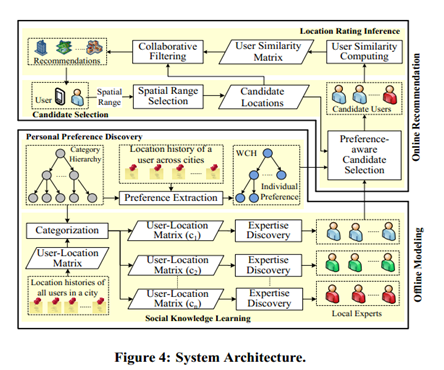 Location Rating Inference
Recommendations
Collaborative
Filtering
User Similarity
Matrix
User Similarity
Computing
User
Spatial
Range
Spatial Range
Selection
Candidate
Locations
Candidate Users
Candidate Selection
Preference-
aware
Candidate
Selection
Online Recommendation
Personal Preference Discovery
Category
Hierarchy
Location history of a
user across cities
WCH
Individual
Preference
Preference Extraction
Categorization
User-Location
Matrix (c1)
Expertise
Discovery
User-Location
Matrix
User-Location
Matrix (c2)
Expertise
Discovery
Location histories of
all users in a city
User-Location
Matrix (cn)
Expertise
Discovery
Local Experts
Social Knowledge Learning
Offline Modeling
Figure 4: System Architecture.